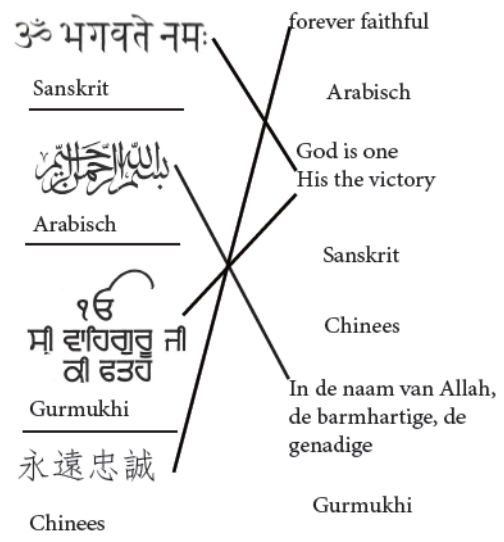 ॐ भगवते नमः
Sanskrit
بسم الله الرحمن الرحيم
Arabisch
ੴ
ਸ੍ਰੀ ਵਾਹਿਗੁਰੂ ਜੀ
ਕੀ ਫਤਹ
Gurmukhi
永遠忠誠
Chinees
forever faithful
Arabisch
God is one
His the victory
Sanskrit
Chinees
In de naam van Allah,
de barmhartige, de
genadige
Gurmukhi